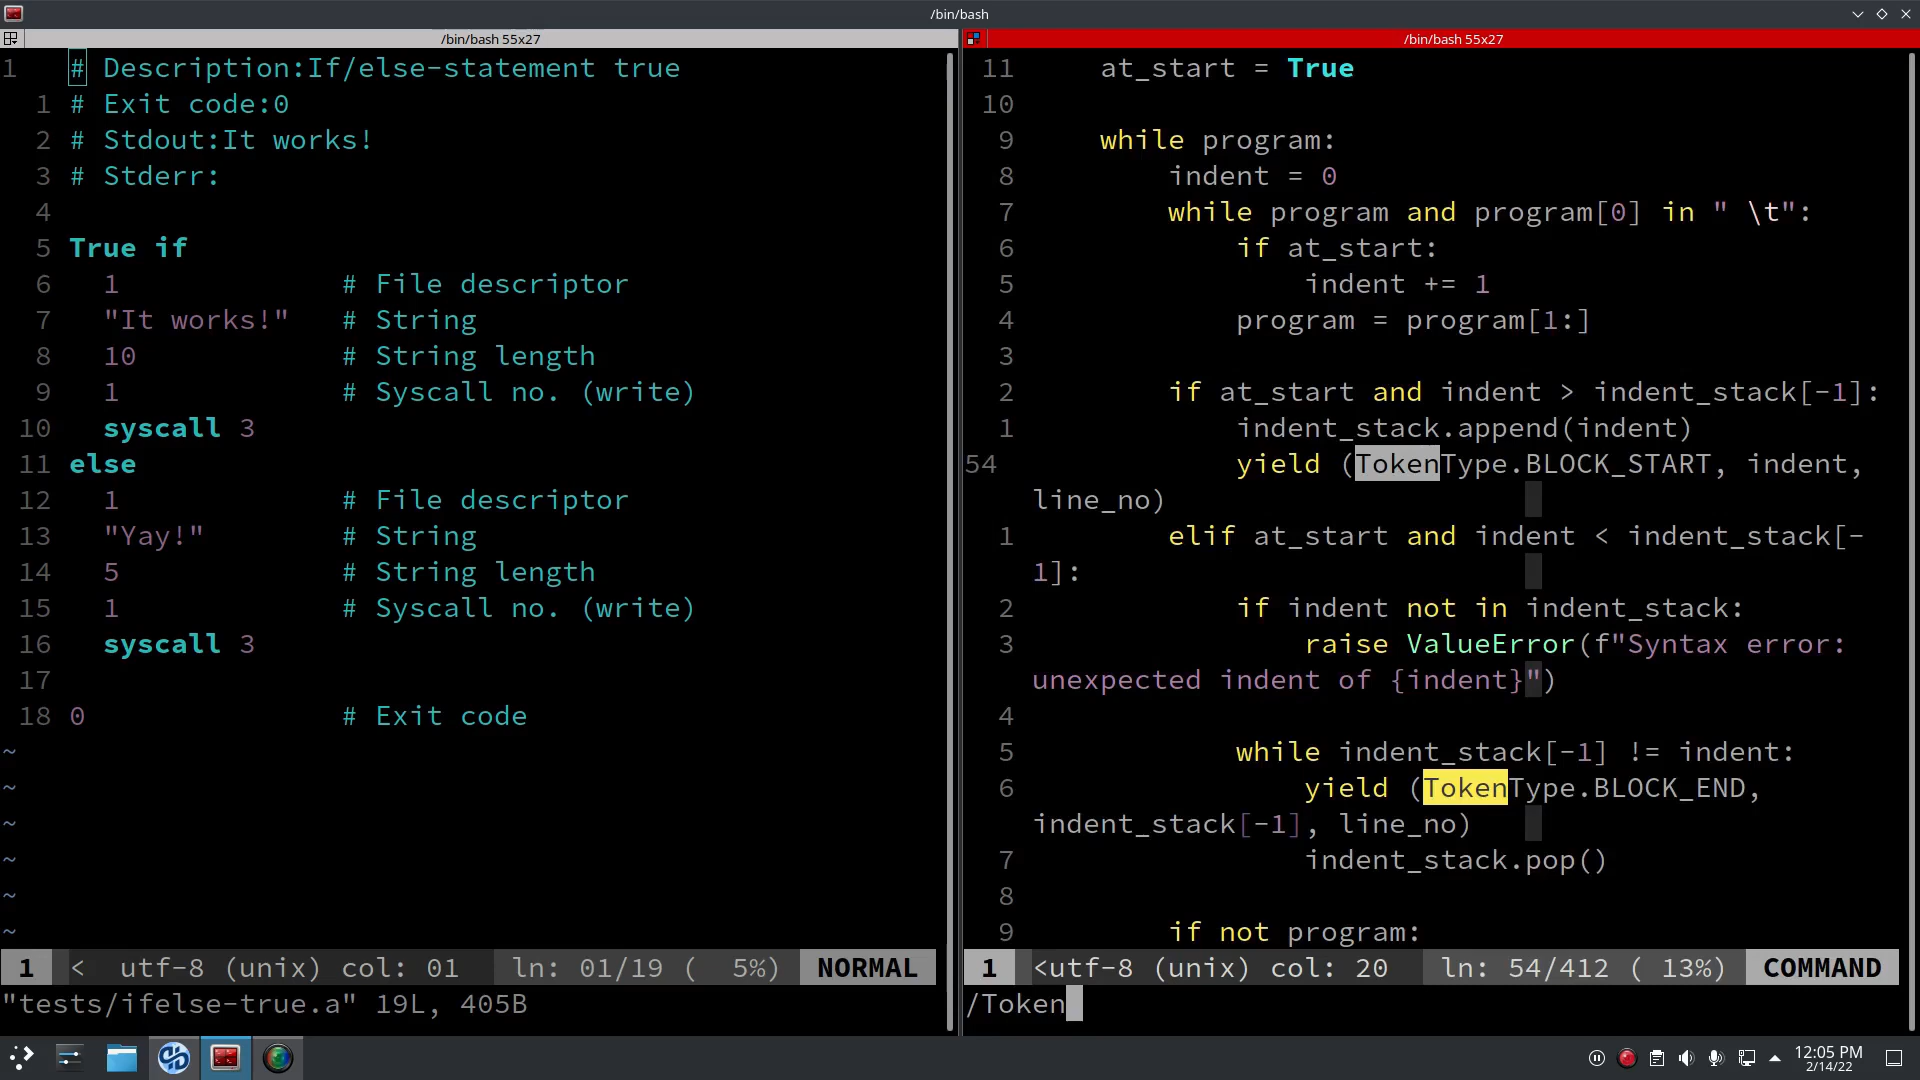 /bin/bash
/bin/bash 55x27
1 # Description:If/else-statement true
1 # Exit code:0
2 # Stdout:It works!
3 # Stderr:
4
5 True if
6 1 # File descriptor
7 "It works!" # String
8 10 # String length
9 1 # Syscall no. (write)
10 syscall 3
11 else
12 1 # File descriptor
13 "Yay!" # String
14 5 # String length
15 1 # Syscall no. (write)
16 syscall 3
17
18 0 # Exit code
~
~
~
~
~
~
1 < utf-8 (unix) col: 01 ln: 01/19 ( 5%) NORMAL
"tests/ifelse-true.a" 19L, 405B
/bin/bash 55x27
11 at_start = True
10
9 while program:
8 indent = 0
7 while program and program[0] in " \t":
6 if at_start:
5 indent += 1
4 program = program[1:]
3
2 if at_start and indent > indent_stack[-1]:
1 indent_stack.append(indent)
54 yield (TokenType.BLOCK_START, indent,
line_no)
1 elif at_start and indent < indent_stack[-
1]:
2 if indent not in indent_stack:
3 raise ValueError(f"Syntax error:
unexpected indent of {indent}")
4
5 while indent_stack[-1] != indent:
6 yield (TokenType.BLOCK_END,
indent_stack[-1], line_no)
7 indent_stack.pop()
8
9 if not program:
1 <utf-8 (unix) col: 20 ln: 54/412 ( 13%) COMMAND
/Token
12:05 PM
2/14/22